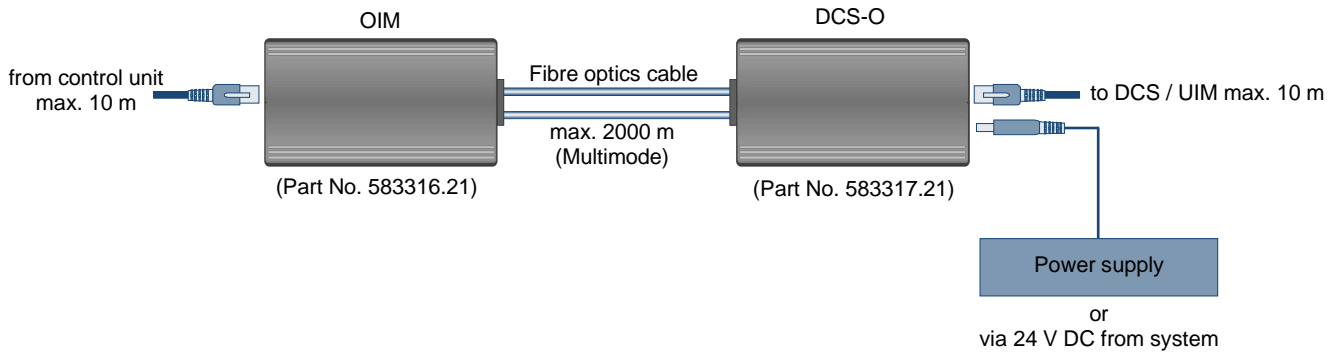 OIM
DCS-O
from control unit
max. 10 m
Fibre optics cable
max. 2000 m
(Multimode)
to DCS / UIM max. 10 m
(Part No. 583316.21)
(Part No. 583317.21)
Power supply
or
via 24 V DC from system